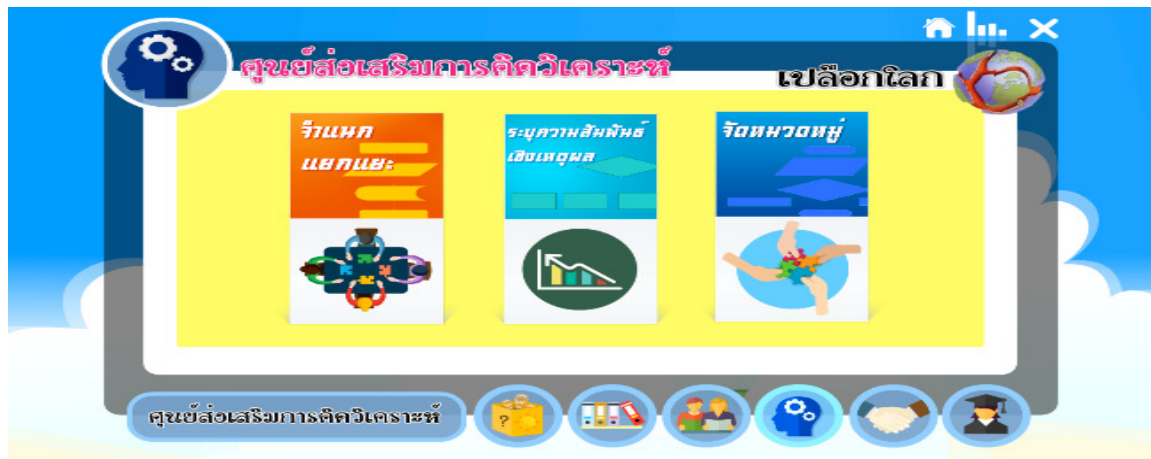 ศูนย์ส่งเสริมการคิดวิเคราะห์
เปลือกโลก
จำแนก
แยกแยะ
ระบุความสัมพันธ์
เชิงเหตุผล
จัดหมวดหมู่
?
ศูนย์ส่งเสริมการคิดวิเคราะห์